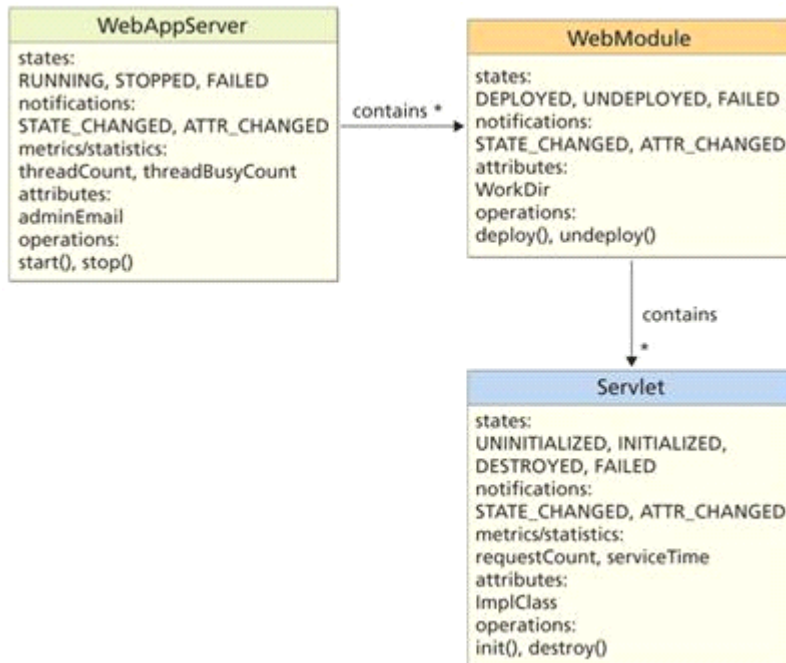 WebAppServer
states:
RUNNING, STOPPED, FAILED
notifications:
STATE_CHANGED, ATTR_CHANGED
metrics/statistics:
threadCount, threadBusyCount
attributes:
adminEmail
operations:
start(), stop()
contains *
WebModule
states:
DEPLOYED, UNDEPLOYED, FAILED
notifications:
STATE_CHANGED, ATTR_CHANGED
attributes:
WorkDir
operations:
deploy(), undeploy()
contains
*
Servlet
states:
UNINITIALIZED, INITIALIZED,
DESTROYED, FAILED
notifications:
STATE_CHANGED, ATTR_CHANGED
metrics/statistics:
requestCount, serviceTime
attributes:
ImplClass
operations:
init(), destroy()